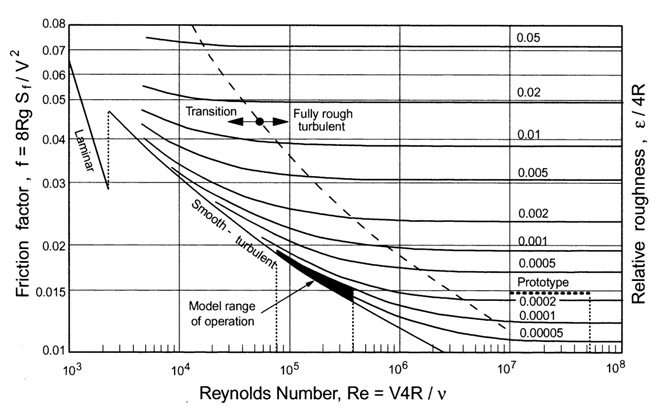 0.08
0.07
0.06
0.05
0.04
0.03
0.02
0.015
0.01
Friction factor , f = 8Rg S_f / V²
Laminar
Transition
Fully rough
turbulent
Smooth - turbulent
Model range
of operation
0.05
0.02
0.01
0.005
0.002
0.001
0.0005
Prototype
0.0002
0.0001
0.00005
Relative roughness , ε / 4R
10³
10⁴
10⁵
10⁶
10⁷
10⁸
Reynolds Number, Re = V4R / ν